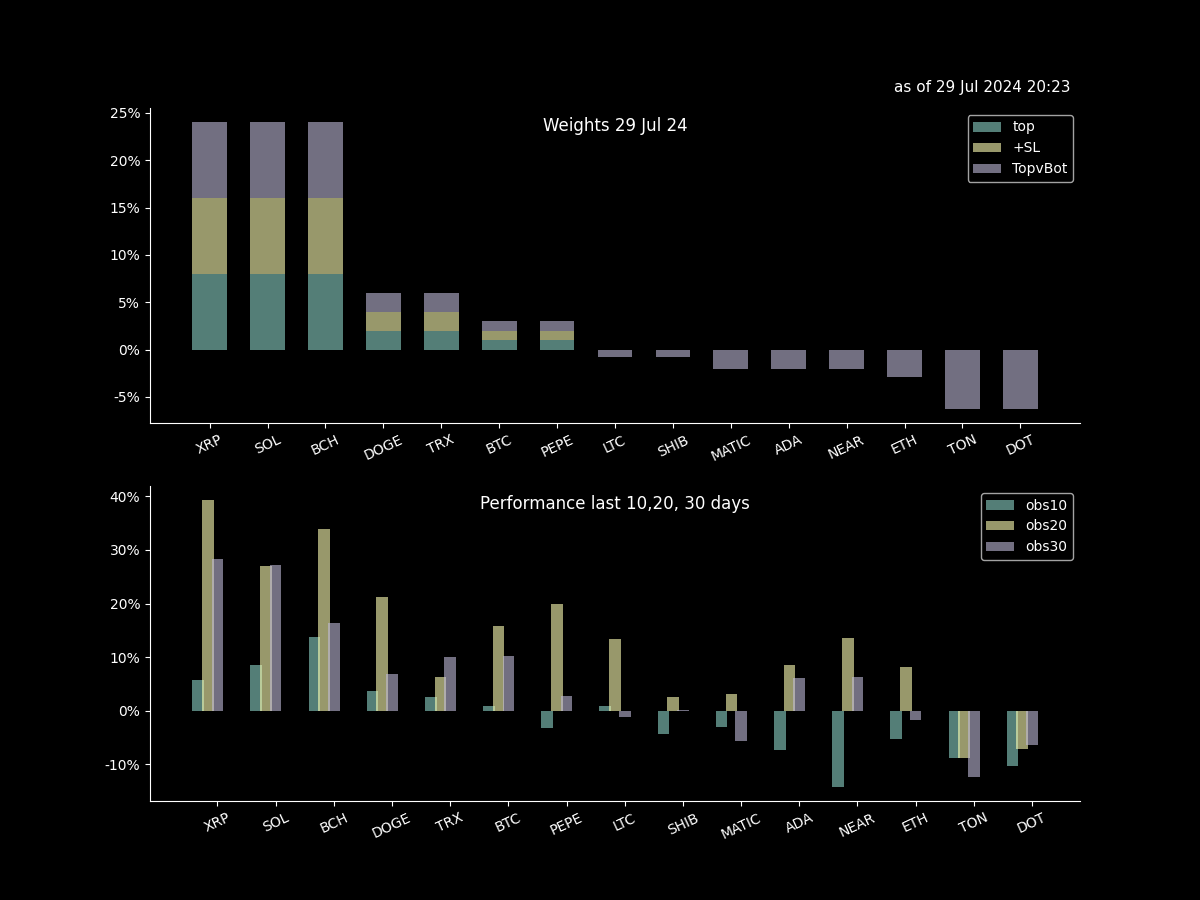 as of 29 Jul 2024 20:23
Weights 29 Jul 24
top
+SL
TopvBot
25%
20%
15%
10%
5%
0%
-5%
XRP SOL BCH DOGE TRX BTC PEPE LTC SHIB MATIC ADA NEAR ETH TON DOT
Performance last 10,20, 30 days
obs10
obs20
obs30
40%
30%
20%
10%
0%
-10%
XRP SOL BCH DOGE TRX BTC PEPE LTC SHIB MATIC ADA NEAR ETH TON DOT